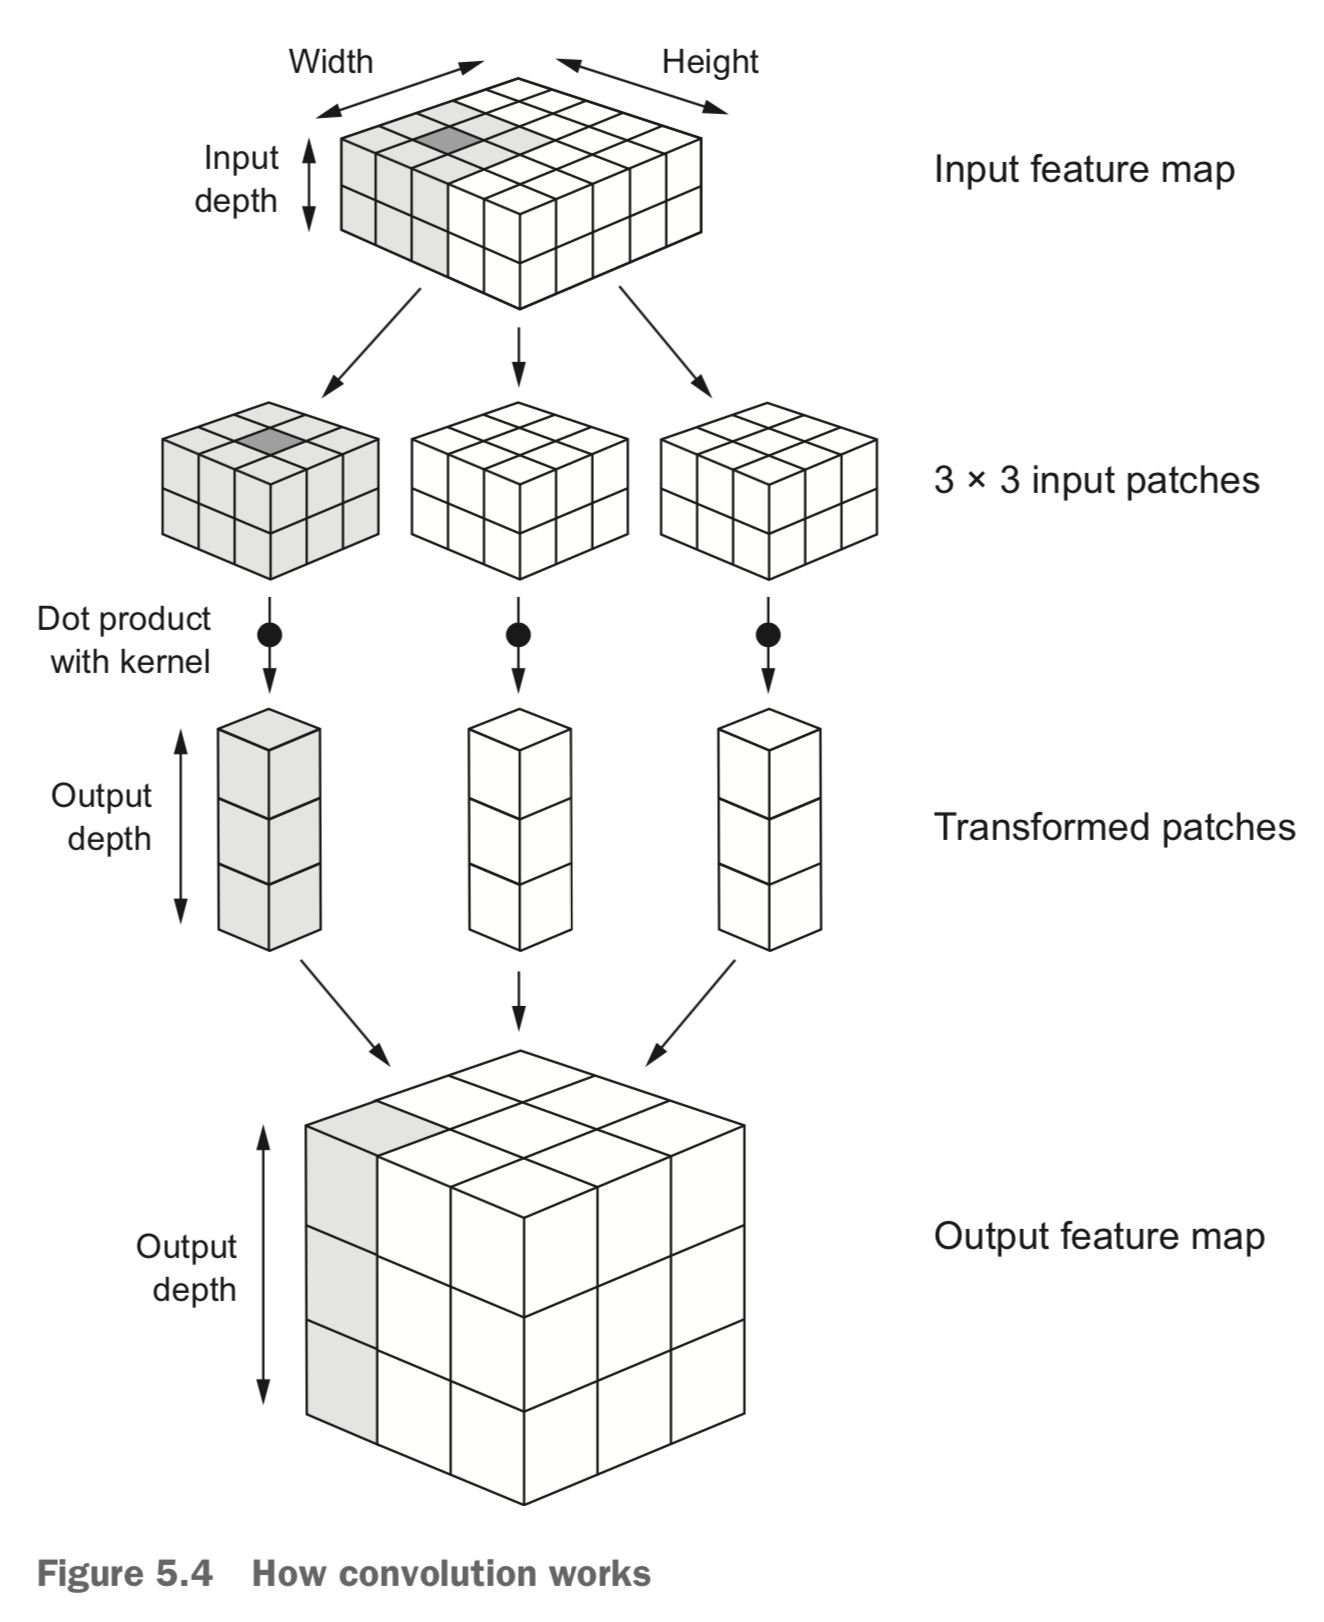 Width
Height
Input
depth
Input feature map
3 × 3 input patches
Dot product
with kernel
Output
depth
Transformed patches
Output
depth
Output feature map
Figure 5.4 How convolution works